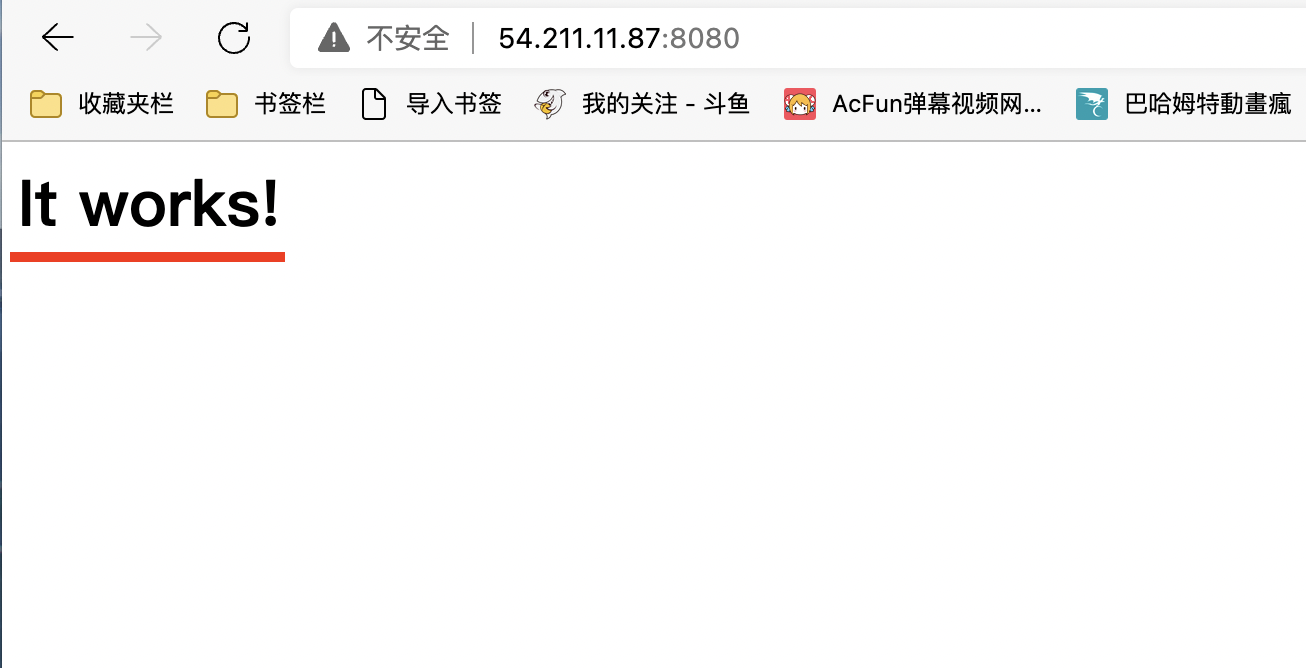 不安全 | 54.211.11.87:8080
收藏夹栏 书签栏 导入书签 我的关注 - 斗鱼 AcFun弹幕视频网... 巴哈姆特動畫瘋
It works!